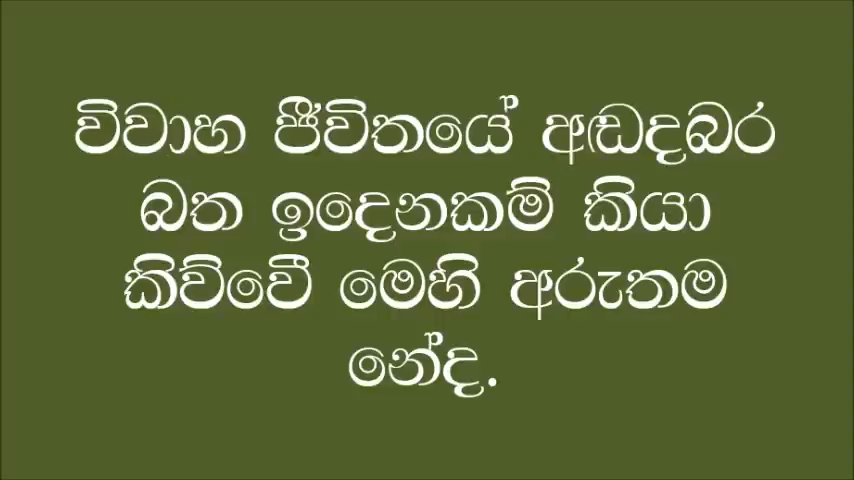 විවාහ ජීවිතයේ අඬදබර
බත ඉදෙනකම් කියා
කිව්වේ මෙහි අරුතම
නේද.